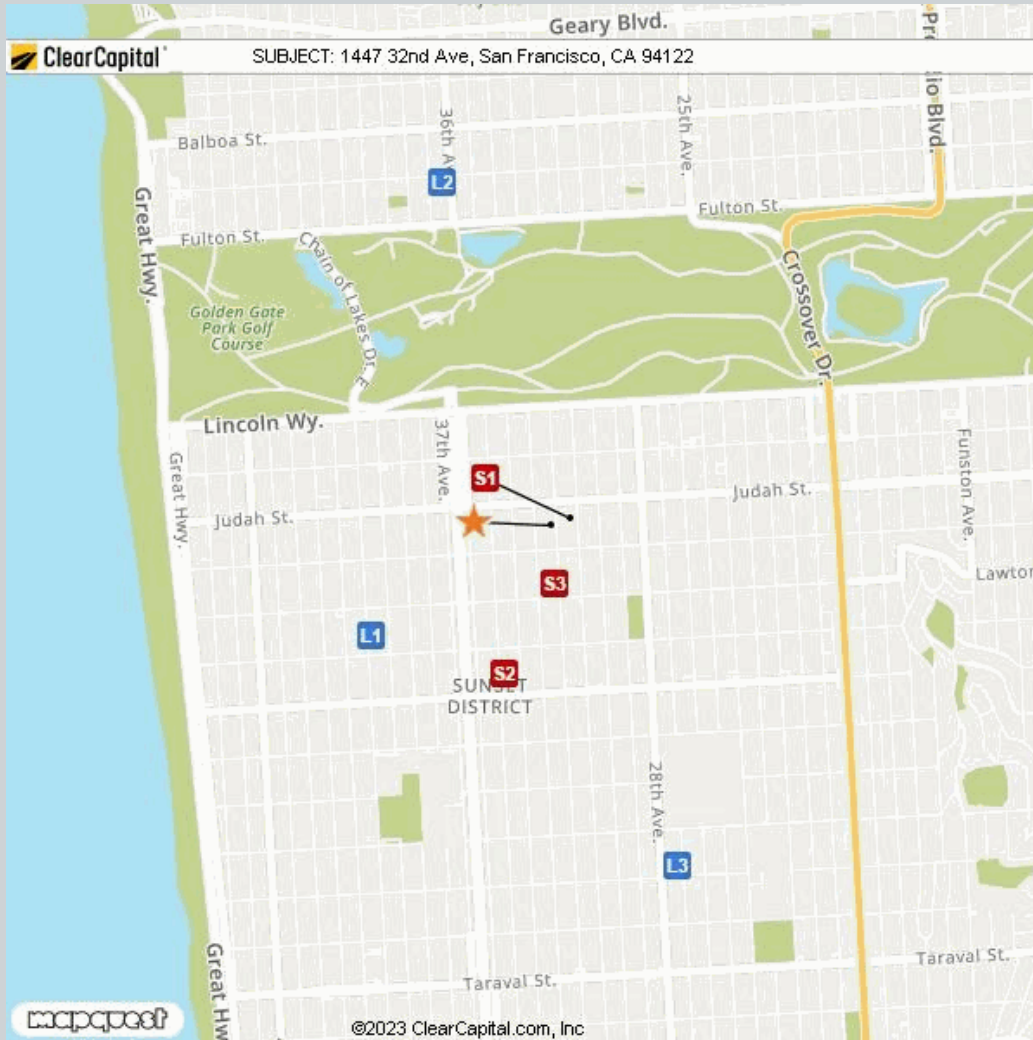 Geary Blvd.
ClearCapital
SUBJECT: 1447 32nd Ave, San Francisco, CA 94122
io Blvd.
36th A
25th Ave.
Balboa St.
L2
Fulton St.
Fulton St.
Great Hwy.
Chain of Lakes Dr. E
Crossover Dr.
Golden Gate
Park Golf
Course
Lincoln Wy.
37th Ave.
Funston Ave.
Great Hwy.
S1
Judah St.
Judah St.
S3
Lawton
L1
S2
SUNSET
DISTRICT
28th Ave.
L3
Great Hw
Taraval St.
Taraval St.
mapquest
©2023 ClearCapital.com, Inc